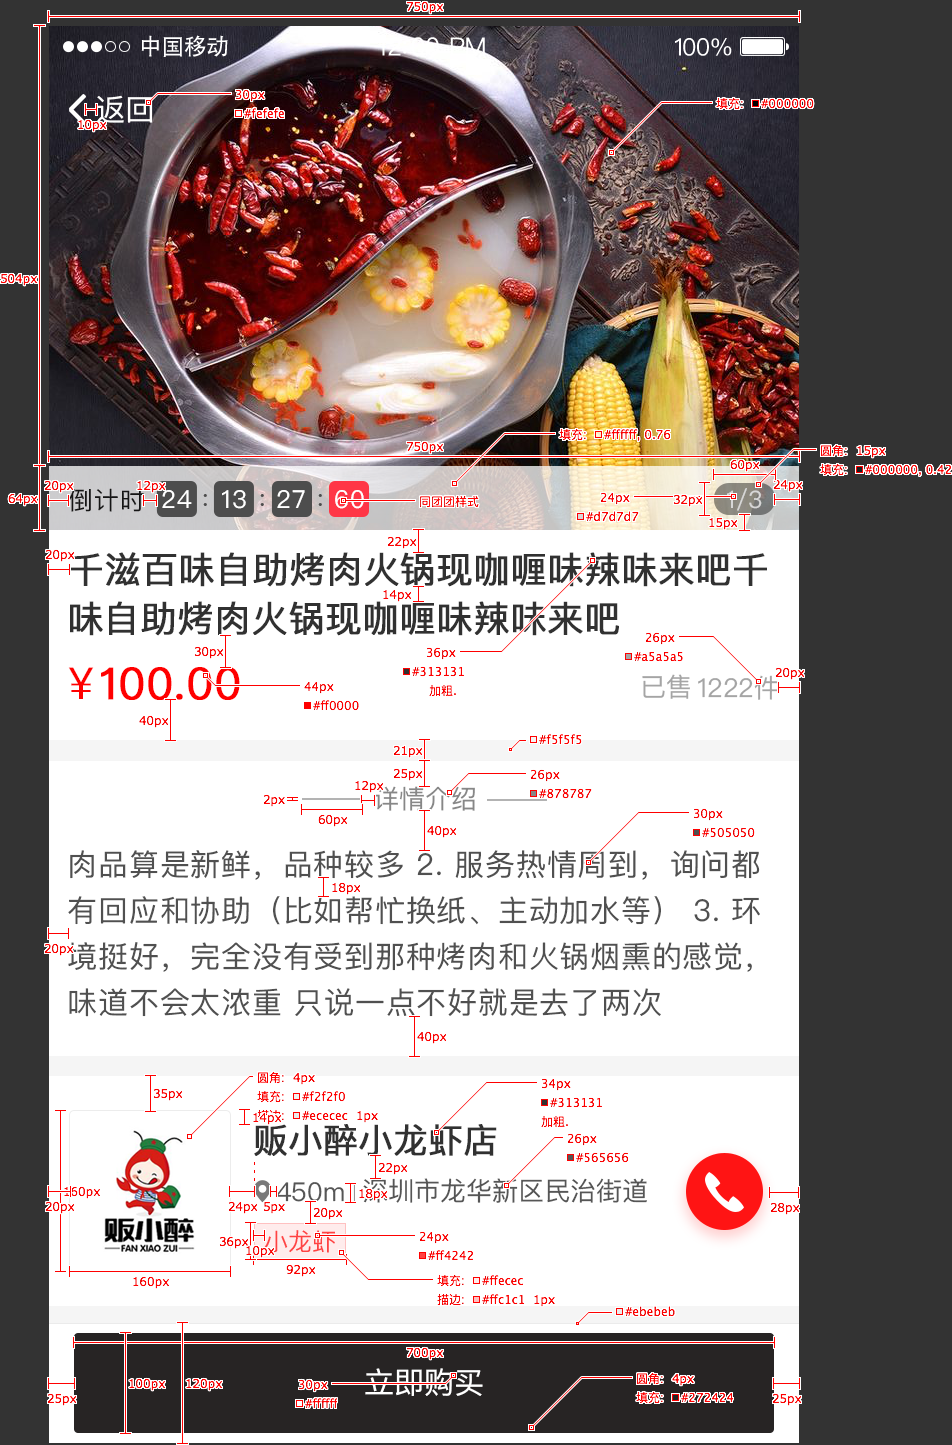 750px
中国移动
PM
100%
返回
10px
30px
#fefefe
填充: #000000
504px
750px
填充: #ffffff, 0.76
圆角: 15px
填充: #000000, 0.42
60px
64px
20px
倒计时
12px
24 : 13 : 27 : 60
同团团样式
24px
#d7d7d7
32px
1/3
24px
15px
22px
20px
千滋百味自助烤肉火锅现咖喱味辣味来吧千
14px
味自助烤肉火锅现咖喱味辣味来吧
30px
36px
#313131
加粗.
26px
#a5a5a5
¥100.00
44px
#ff0000
已售 1222件
20px
40px
21px
#f5f5f5
25px
26px
#878787
2px
12px
60px
详情介绍
40px
30px
#505050
肉品算是新鲜，品种较多 2. 服务热情周到，询问都
18px
有回应和协助（比如帮忙换纸、主动加水等） 3. 环
20px
境挺好，完全没有受到那种烤肉和火锅烟熏的感觉，
味道不会太浓重 只说一点不好就是去了两次
40px
35px
圆角: 4px
填充: #f2f2f0
描边: #ececec 1px
14px
34px
#313131
加粗.
贩小醉小龙虾店
26px
#565656
22px
160px
20px
24px
5px
450m
18px
深圳市龙华新区民治街道
28px
20px
贩小醉
FAN XIAO ZUI
36px
10px
小龙虾
24px
#ff4242
92px
160px
填充: #ffecec
描边: #ffc1c1 1px
#ebebeb
700px
100px
120px
立即购买
30px
#ffffff
圆角: 4px
填充: #272424
25px
25px